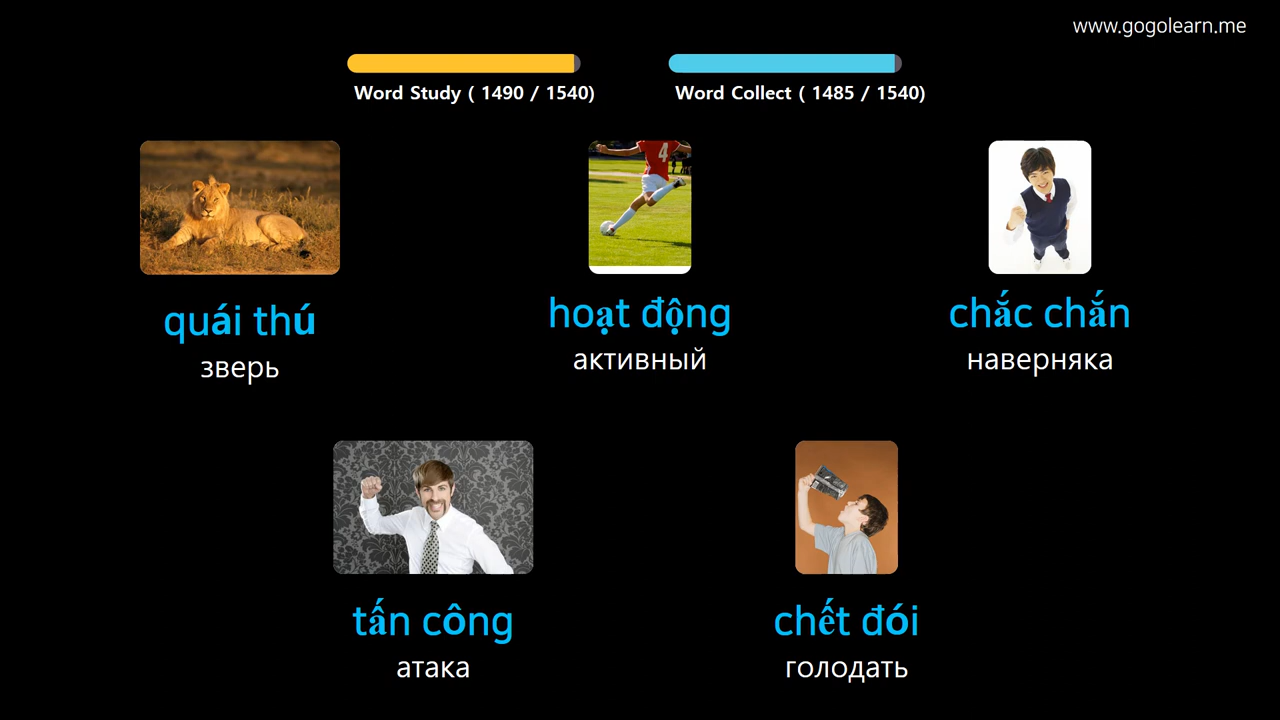 www.gogolearn.me
Word Study ( 1490 / 1540)
Word Collect ( 1485 / 1540)
quái thú
зверь
hoạt động
активный
chắc chắn
наверняка
tấn công
атака
chết đói
голодать
4